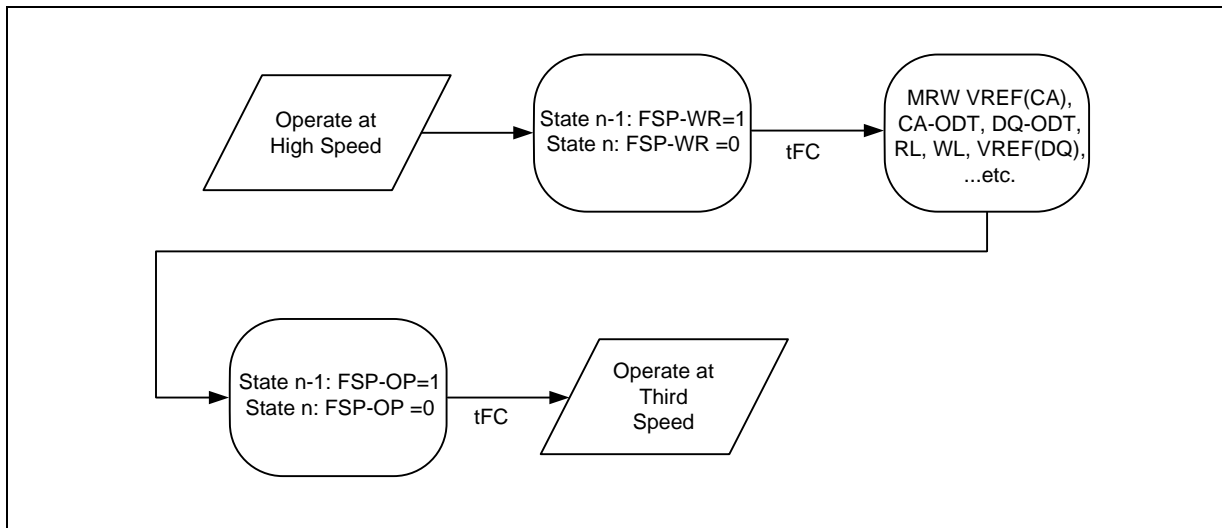 Operate at
High Speed
State n-1: FSP-WR=1
State n: FSP-WR =0
tFC
MRW VREF(CA),
CA-ODT, DQ-ODT,
RL, WL, VREF(DQ),
...etc.
State n-1: FSP-OP=1
State n: FSP-OP =0
tFC
Operate at
Third
Speed